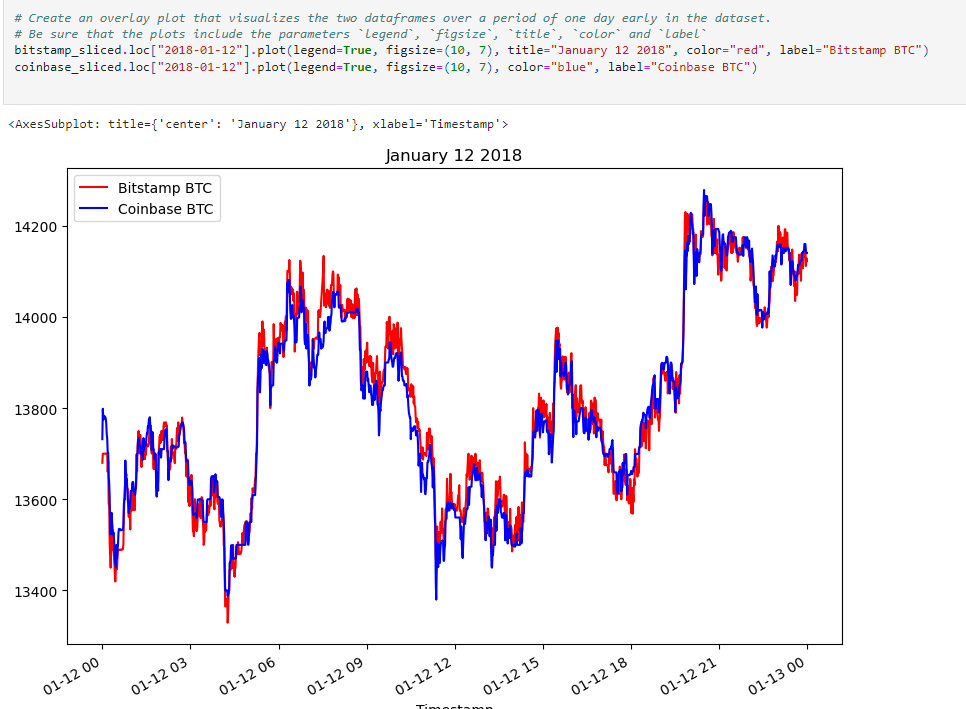 # Create an overlay plot that visualizes the two dataframes over a period of one day early in the dataset.
# Be sure that the plots include the parameters `legend`, `figsize`, `title`, `color` and `label`
bitstamp_sliced.loc["2018-01-12"].plot(legend=True, figsize=(10, 7), title="January 12 2018", color="red", label="Bitstamp BTC")
coinbase_sliced.loc["2018-01-12"].plot(legend=True, figsize=(10, 7), color="blue", label="Coinbase BTC")
<AxesSubplot: title={'center': 'January 12 2018'}, xlabel='Timestamp'>
January 12 2018
Bitstamp BTC
Coinbase BTC
14200
14000
13800
13600
13400
01-12 00
01-12 03
01-12 06
01-12 09
01-12 12
01-12 15
01-12 18
01-12 21
01-13 00
Timestamp